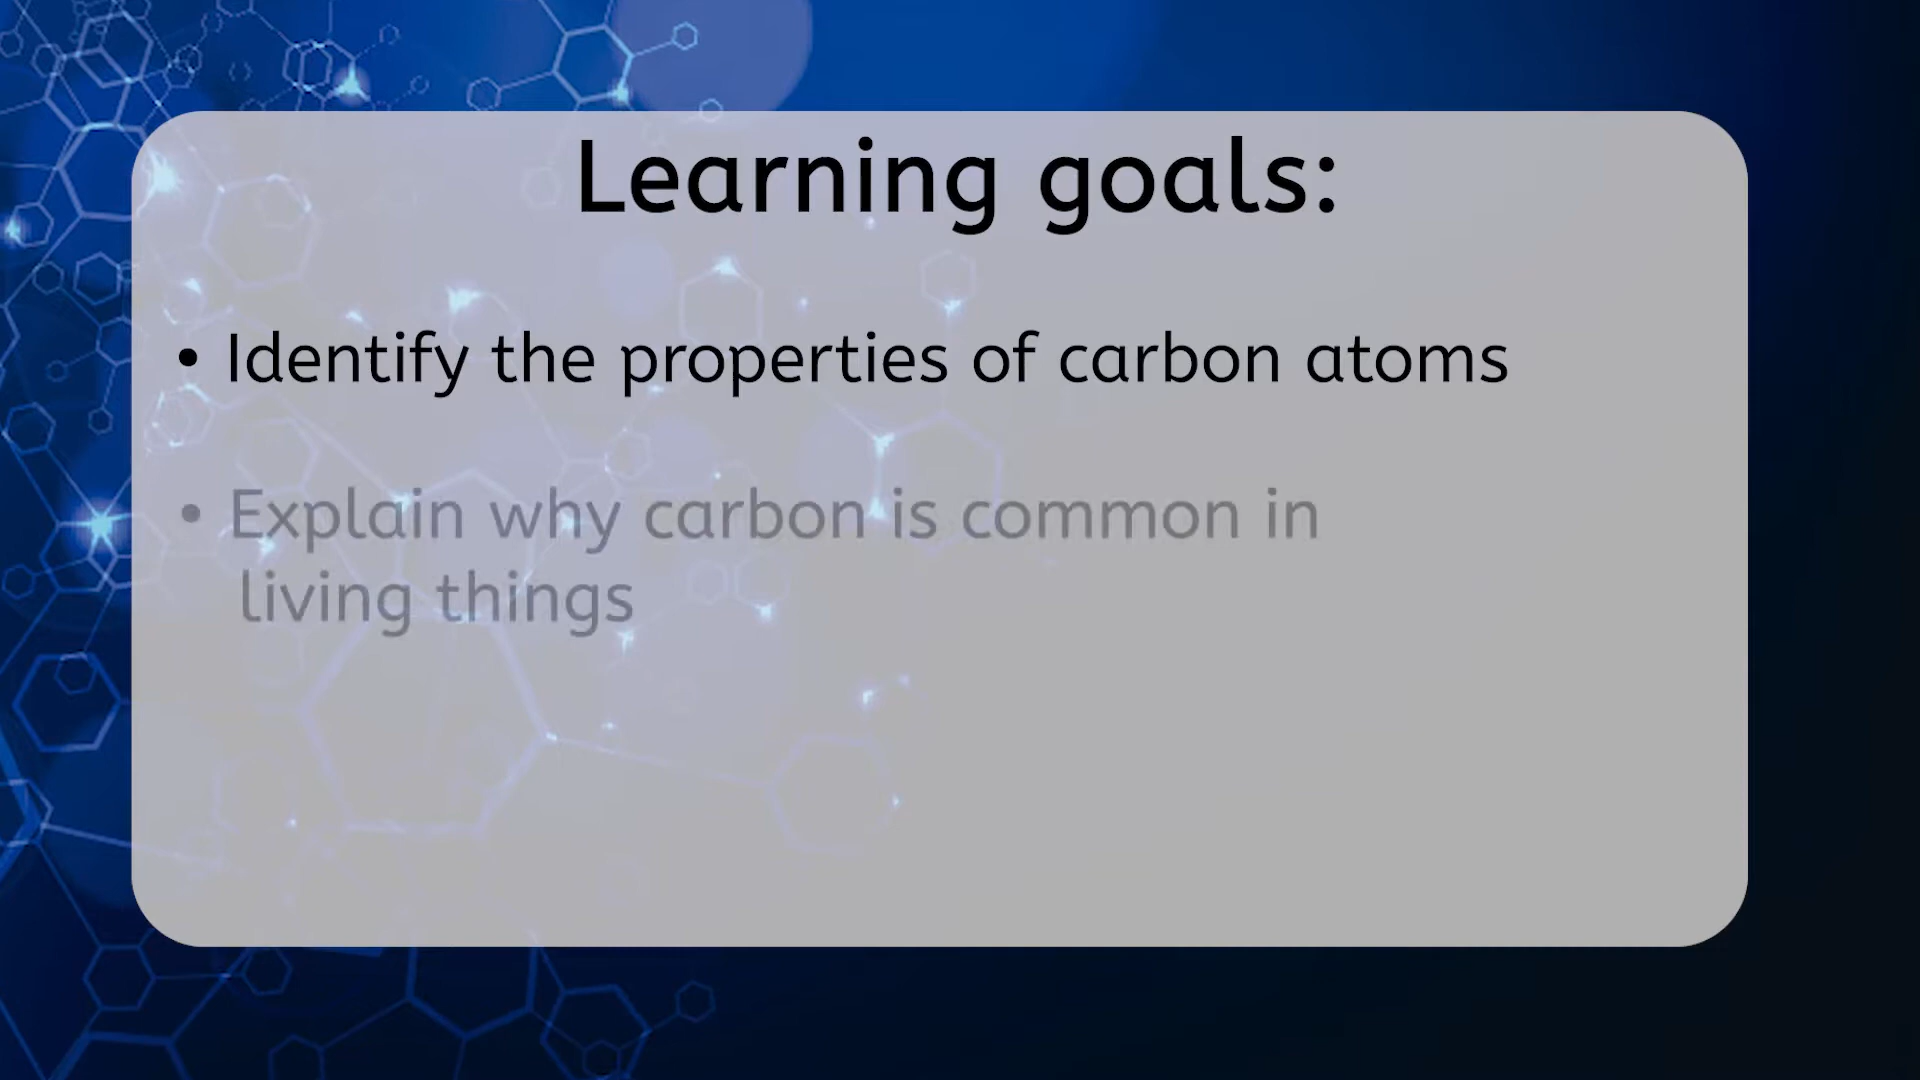 Learning goals:
• Identify the properties of carbon atoms
• Explain why carbon is common in
living things